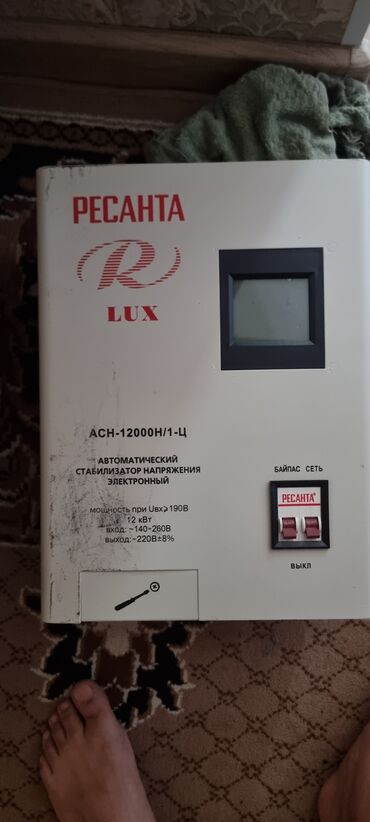 РЕСАНТА
R
LUX
АСН-12000Н/1-Ц
АВТОМАТИЧЕСКИЙ
СТАБИЛИЗАТОР НАПРЯЖЕНИЯ
ЭЛЕКТРОННЫЙ
мощность при Uвх⩾190В
12 кВт
вход: ~140÷260В
выход: ~220В±8%
БАЙПАС СЕТЬ
РЕСАНТА®
ВЫКЛ